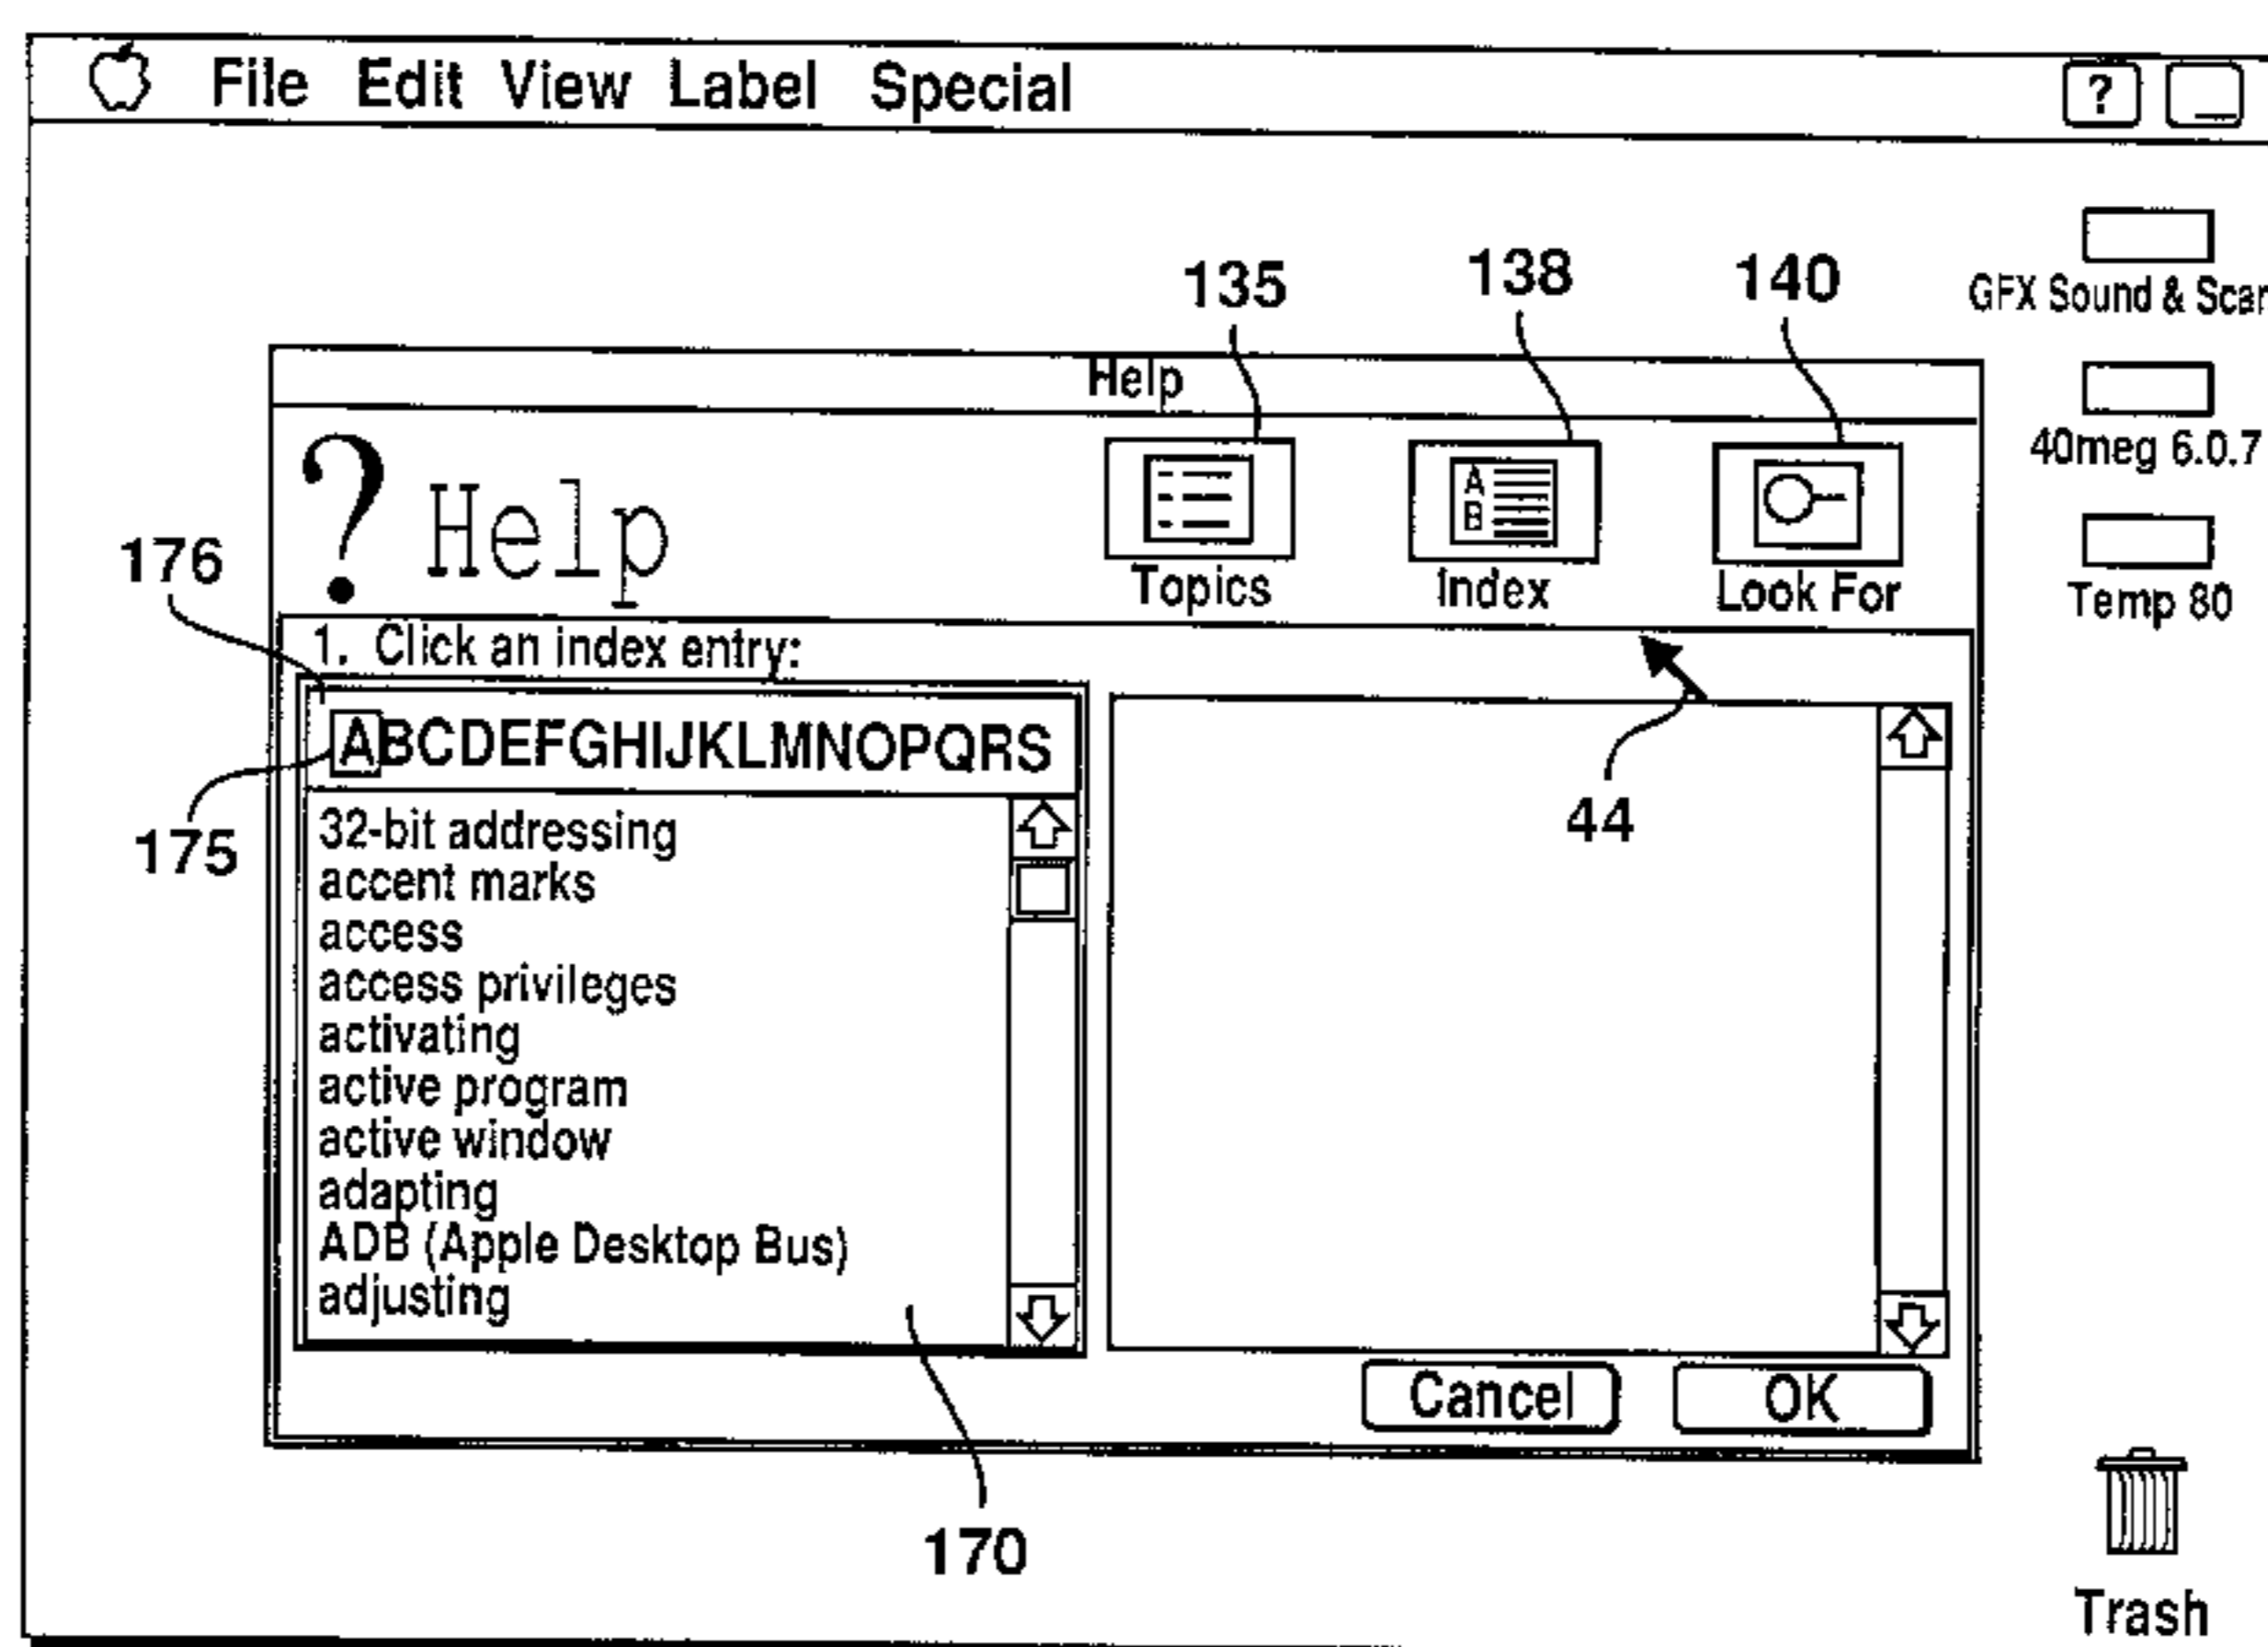 File Edit View Label Special ?
GFX Sound & Scan
135 138 140
Help
40meg 6.0.7
? Help
A
B
Topics Index Look For
Temp 80
176
1. Click an index entry:
ABCDEFGHIJKLMNOPQRS
175
44
32-bit addressing
accent marks
access
access privileges
activating
active program
active window
adapting
ADB (Apple Desktop Bus)
adjusting
Cancel OK
170
Trash